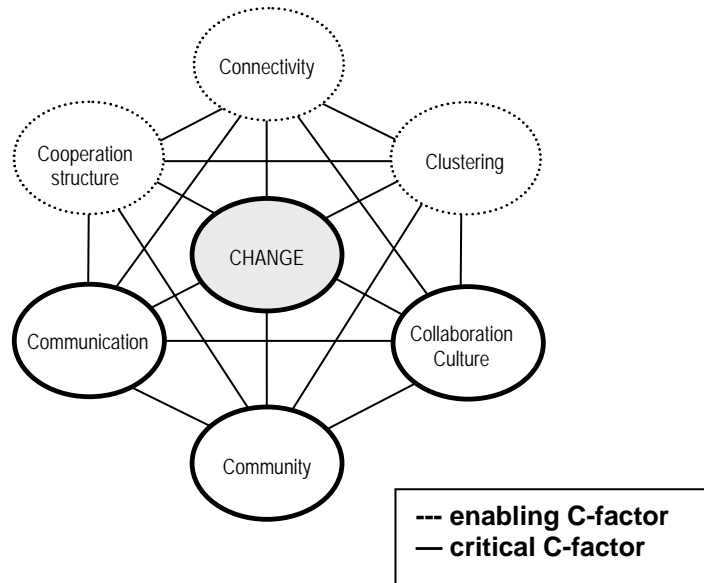 Connectivity
Cooperation
structure
Clustering
CHANGE
Communication
Collaboration
Culture
Community
--- enabling C-factor
— critical C-factor